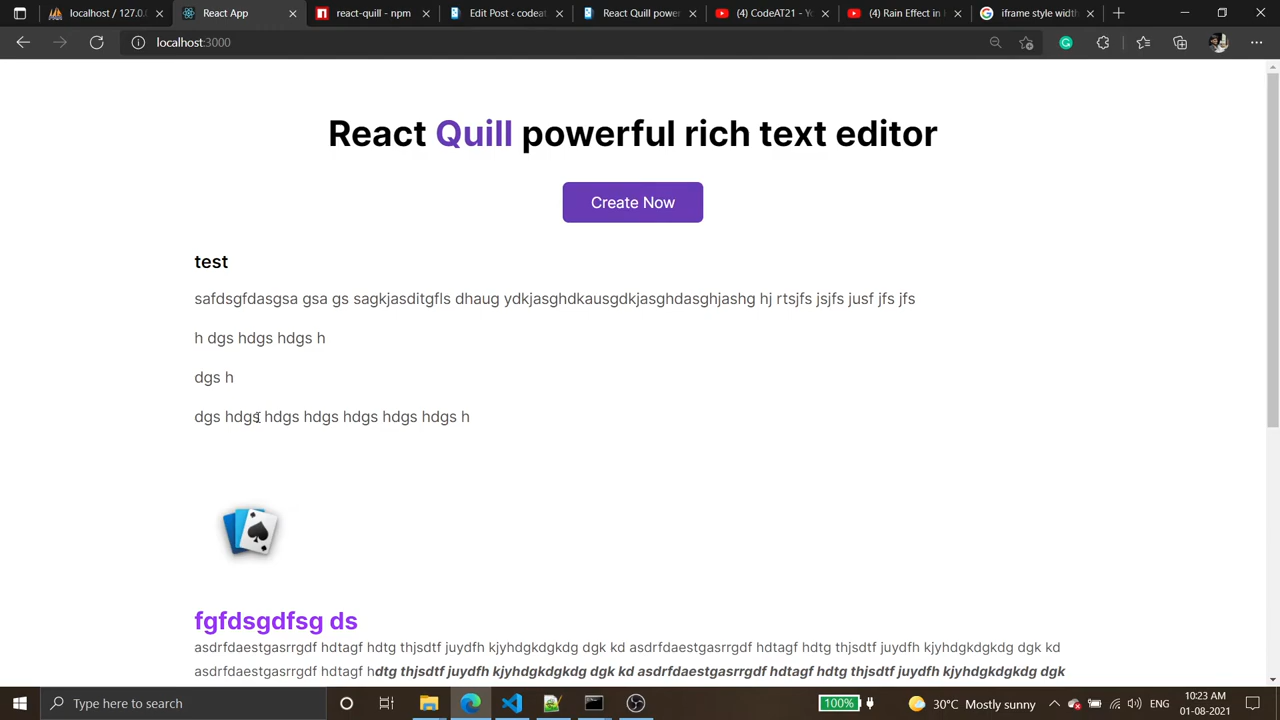 localhost / 127.0.
React App
react-quill - npm
Edit Post ‹ codeat
React Quill power
(4) CodeAT21 - Yo
(4) Rain Effect in
iframe style width
localhost:3000
React Quill powerful rich text editor
Create Now
test
safdsgfdasgsa gsa gs sagkjasditgfls dhaug ydkjasghdkausgdkjasghdasghjashg hj rtsjfs jsjfs jusf jfs jfs
h dgs hdgs hdgs h
dgs h
dgs hdgs hdgs hdgs hdgs hdgs hdgs h
fgfdsgdfsg ds
asdrfdaestgasrrgdf hdtagf hdtg thjsdtf juydfh kjyhdgkdgkdg dgk kd asdrfdaestgasrrgdf hdtagf hdtg thjsdtf juydfh kjyhdgkdgkdg dgk kd
asdrfdaestgasrrgdf hdtagf hdtg thjsdtf juydfh kjyhdgkdgkdg dgk kd asdrfdaestgasrrgdf hdtagf hdtg thjsdtf juydfh kjyhdgkdgkdg dgk
Type here to search
100%
30°C Mostly sunny
ENG
10:23 AM
01-08-2021